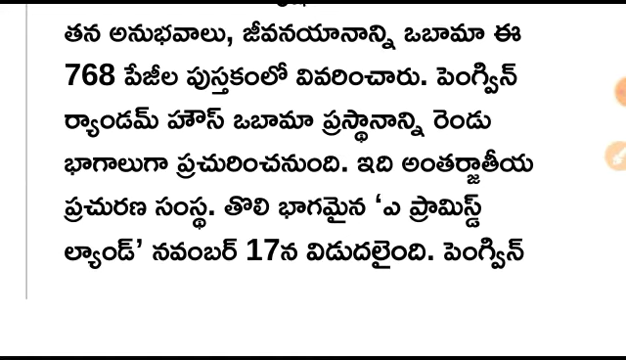 తన అనుభవాలు, జీవనయానాన్ని ఒబామా ఈ
768 పేజీల పుస్తకంలో వివరించారు. పెంగ్విన్
ర్యాండమ్ హౌస్ ఒబామా ప్రస్థానాన్ని రెండు
భాగాలుగా ప్రచురించనుంది. ఇది అంతర్జాతీయ
ప్రచురణ సంస్థ. తొలి భాగమైన ‘ఎ ప్రామిస్డ్
ల్యాండ్’ నవంబర్ 17న విడుదలైంది. పెంగ్విన్